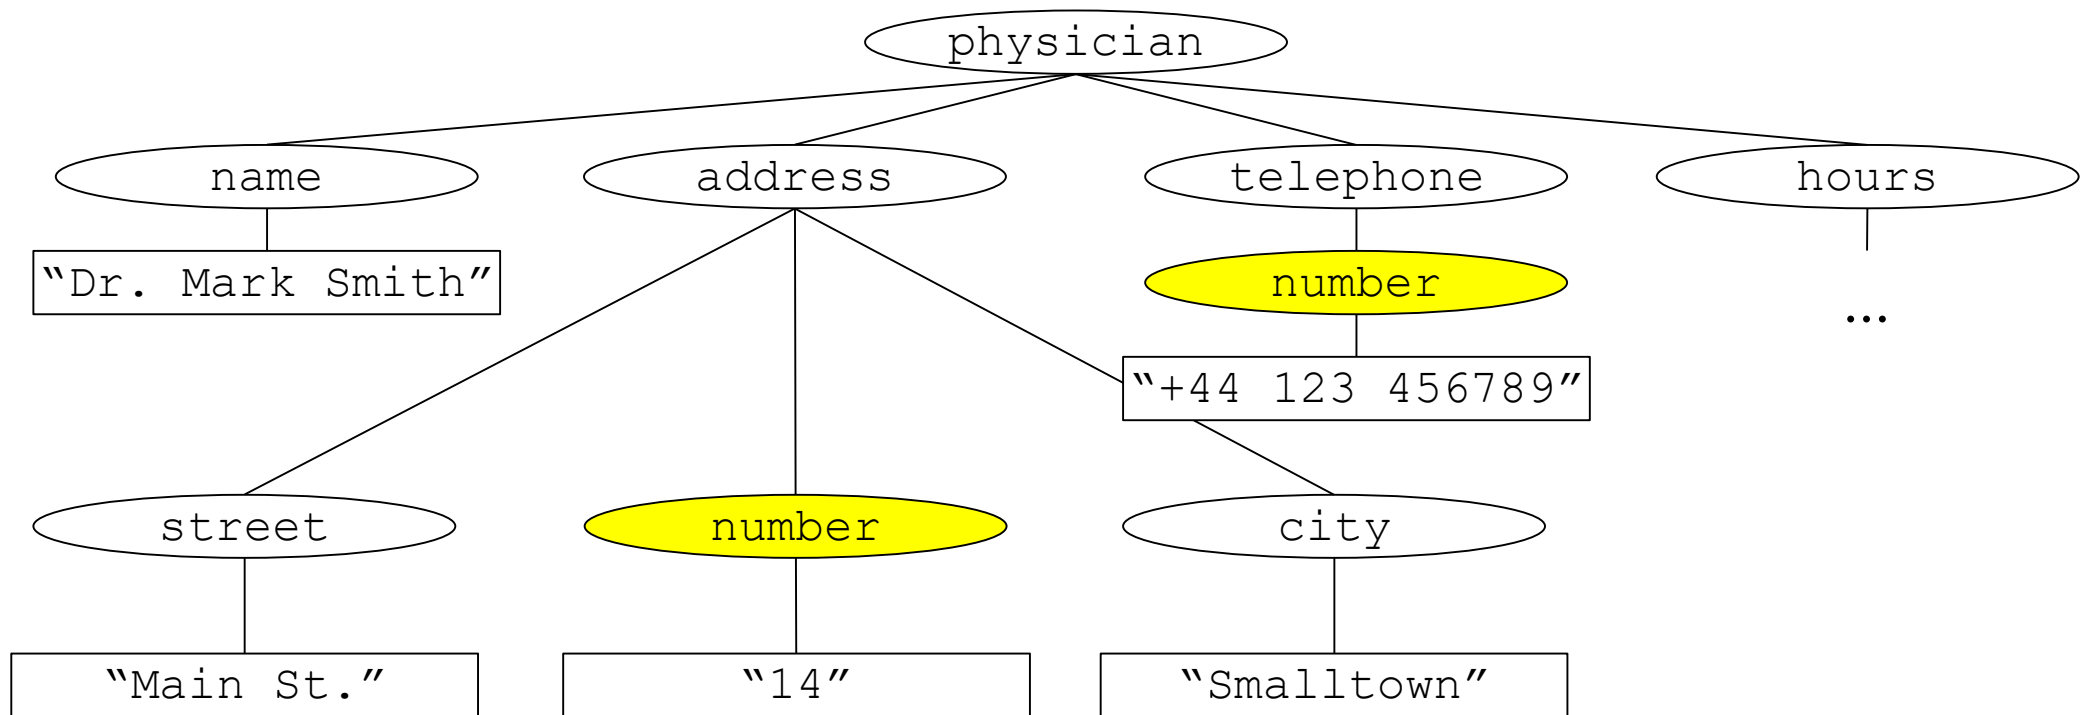 physician
name
address
telephone
hours
“Dr. Mark Smith”
number
…
“+44 123 456789”
street
number
city
“Main St.”
“14”
“Smalltown”